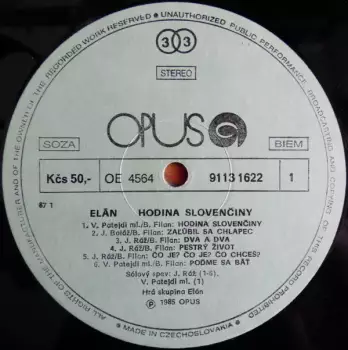 ALL RIGHTS OF THE MANUFACTURER AND OF THE OWNER OF THE RECORDED WORK RESERVED • UNAUTHORIZED PUBLIC PERFORMANCE, BROADCASTING AND COPYING OF THIS RECORD PROHIBITED
33
STEREO
OPUS
SOZA
BIEM
Kčs 50,-
OE 4564
9113 1622
1
87 1
ELÁN HODINA SLOVENČINY
1. V. Patejdl ml./B. Filan: HODINA SLOVENČINY
2. J. Baláž/B. Filan: ZAĽÚBIL SA CHLAPEC
3. J. Ráž/B. Filan: DVA A DVA
4. J. Ráž/B. Filan: PESTRÝ ŽIVOT
5. J. Ráž/B. Filan: ČO JE? ČO JE? ČO CHCEŠ?
6. V. Patejdl ml./B. Filan: POĎME SA BÁŤ
Sólový spev: J. Ráž (1-6),
V. Patejdl ml. (1)
Hrá skupina Elán
Ⓟ 1985 OPUS
• MADE IN CZECHOSLOVAKIA •